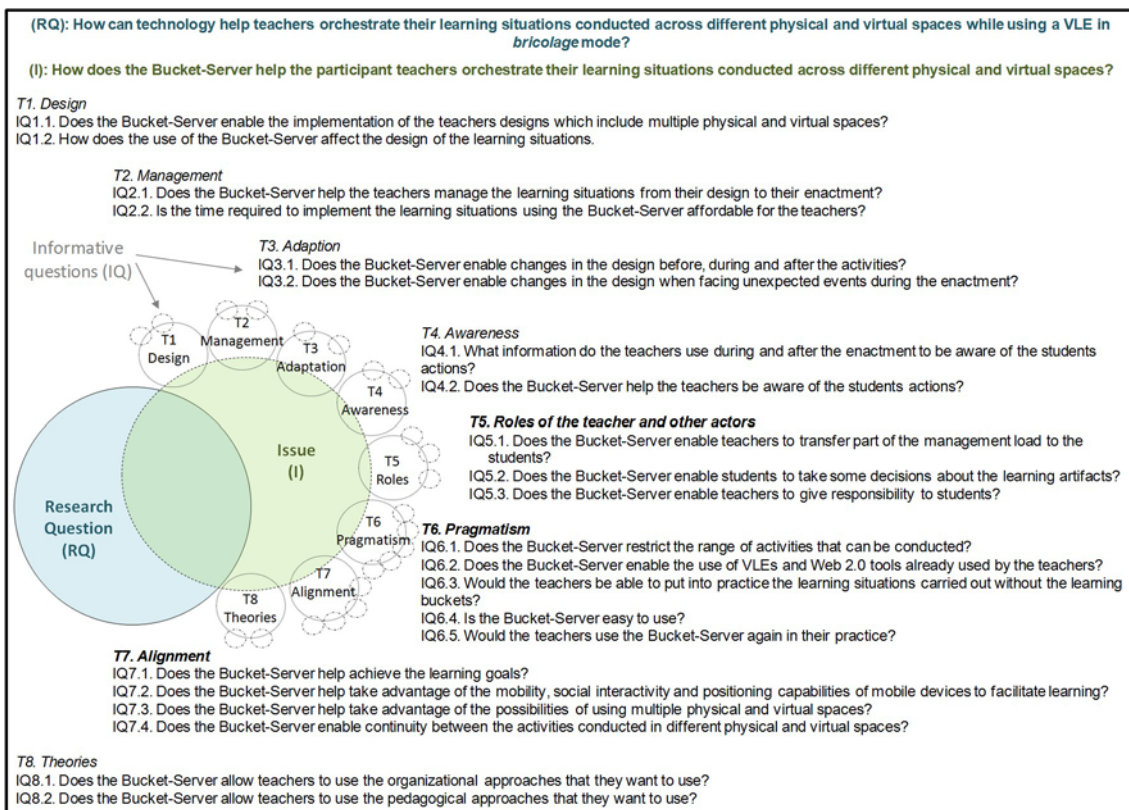 (RQ): How can technology help teachers orchestrate their learning situations conducted across different physical and virtual spaces while using a VLE in
bricolage mode?
(I): How does the Bucket-Server help the participant teachers orchestrate their learning situations conducted across different physical and virtual spaces?
T1. Design
IQ1.1. Does the Bucket-Server enable the implementation of the teachers designs which include multiple physical and virtual spaces?
IQ1.2. How does the use of the Bucket-Server affect the design of the learning situations.
T2. Management
IQ2.1. Does the Bucket-Server help the teachers manage the learning situations from their design to their enactment?
IQ2.2. Is the time required to implement the learning situations using the Bucket-Server affordable for the teachers?
Informative
questions (IQ)
T3. Adaption
IQ3.1. Does the Bucket-Server enable changes in the design before, during and after the activities?
IQ3.2. Does the Bucket-Server enable changes in the design when facing unexpected events during the enactment?
T1
Design
T2
Management
T3
Adaptation
T4
Awareness
T5
Roles
T6
Pragmatism
T7
Alignment
T8
Theories
Issue
(I)
Research
Question
(RQ)
T4. Awareness
IQ4.1. What information do the teachers use during and after the enactment to be aware of the students
actions?
IQ4.2. Does the Bucket-Server help the teachers be aware of the students actions?
T5. Roles of the teacher and other actors
IQ5.1. Does the Bucket-Server enable teachers to transfer part of the management load to the
students?
IQ5.2. Does the Bucket-Server enable students to take some decisions about the learning artifacts?
IQ5.3. Does the Bucket-Server enable teachers to give responsibility to students?
T6. Pragmatism
IQ6.1. Does the Bucket-Server restrict the range of activities that can be conducted?
IQ6.2. Does the Bucket-Server enable the use of VLEs and Web 2.0 tools already used by the teachers?
IQ6.3. Would the teachers be able to put into practice the learning situations carried out without the learning
buckets?
IQ6.4. Is the Bucket-Server easy to use?
IQ6.5. Would the teachers use the Bucket-Server again in their practice?
T7. Alignment
IQ7.1. Does the Bucket-Server help achieve the learning goals?
IQ7.2. Does the Bucket-Server help take advantage of the mobility, social interactivity and positioning capabilities of mobile devices to facilitate learning?
IQ7.3. Does the Bucket-Server help take advantage of the possibilities of using multiple physical and virtual spaces?
IQ7.4. Does the Bucket-Server enable continuity between the activities conducted in different physical and virtual spaces?
T8. Theories
IQ8.1. Does the Bucket-Server allow teachers to use the organizational approaches that they want to use?
IQ8.2. Does the Bucket-Server allow teachers to use the pedagogical approaches that they want to use?